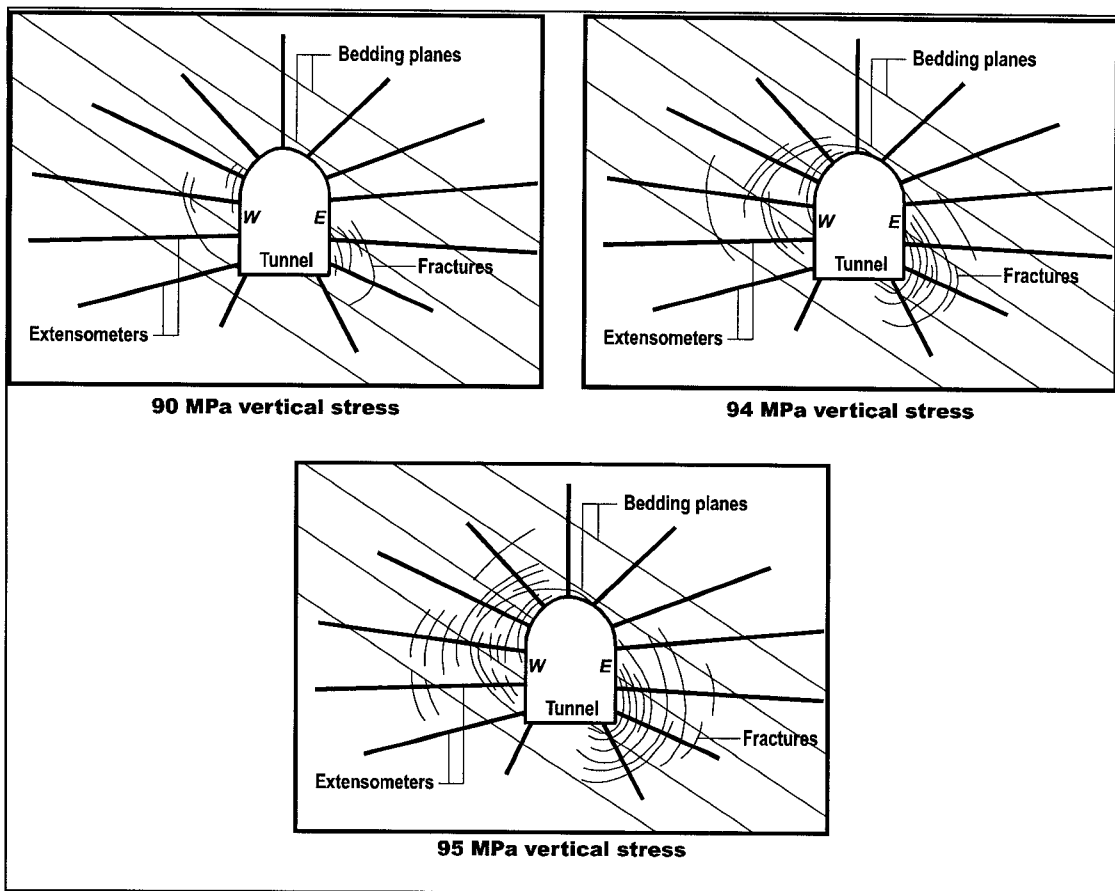 Bedding planes
W
E
Tunnel
Fractures
Extensometers
90 MPa vertical stress
Bedding planes
W
E
Tunnel
Fractures
Extensometers
94 MPa vertical stress
Bedding planes
W
E
Tunnel
Fractures
Extensometers
95 MPa vertical stress